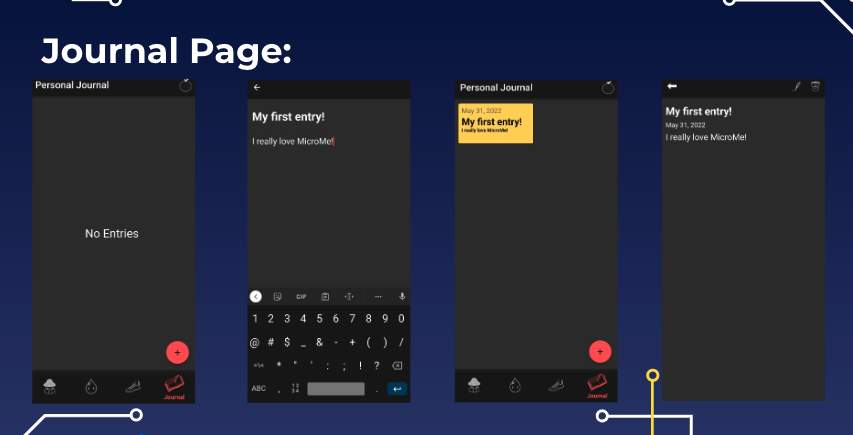 Journal Page:
Personal Journal
No Entries
+
Journal
My first entry!
I really love MicroMe!
GIF
1 2 3 4 5 6 7 8 9 0
@ # $ _ & - + ( ) /
=\< * " ' : ; ! ?
ABC , 12 34 .
Personal Journal
May 31, 2022
My first entry!
I really love MicroMe!
+
Journal
My first entry!
May 31, 2022
I really love MicroMe!